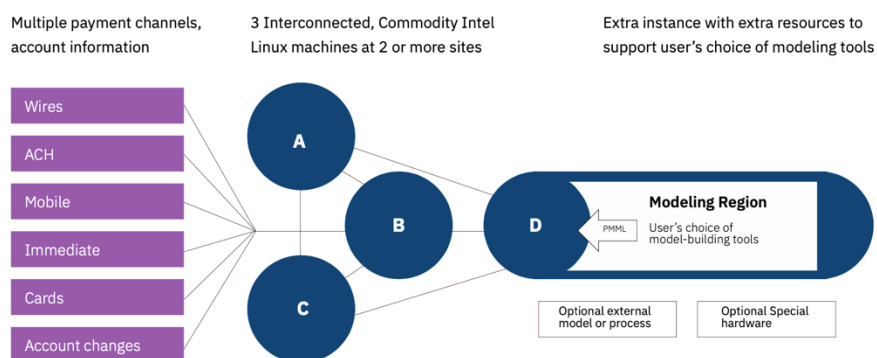 Multiple payment channels,
account information
3 Interconnected, Commodity Intel
Linux machines at 2 or more sites
Extra instance with extra resources to
support user’s choice of modeling tools
Wires
ACH
Mobile
Immediate
Cards
Account changes
A
B
C
D
PMML
Modeling Region
User’s choice of
model-building tools
Optional external
model or process
Optional Special
hardware